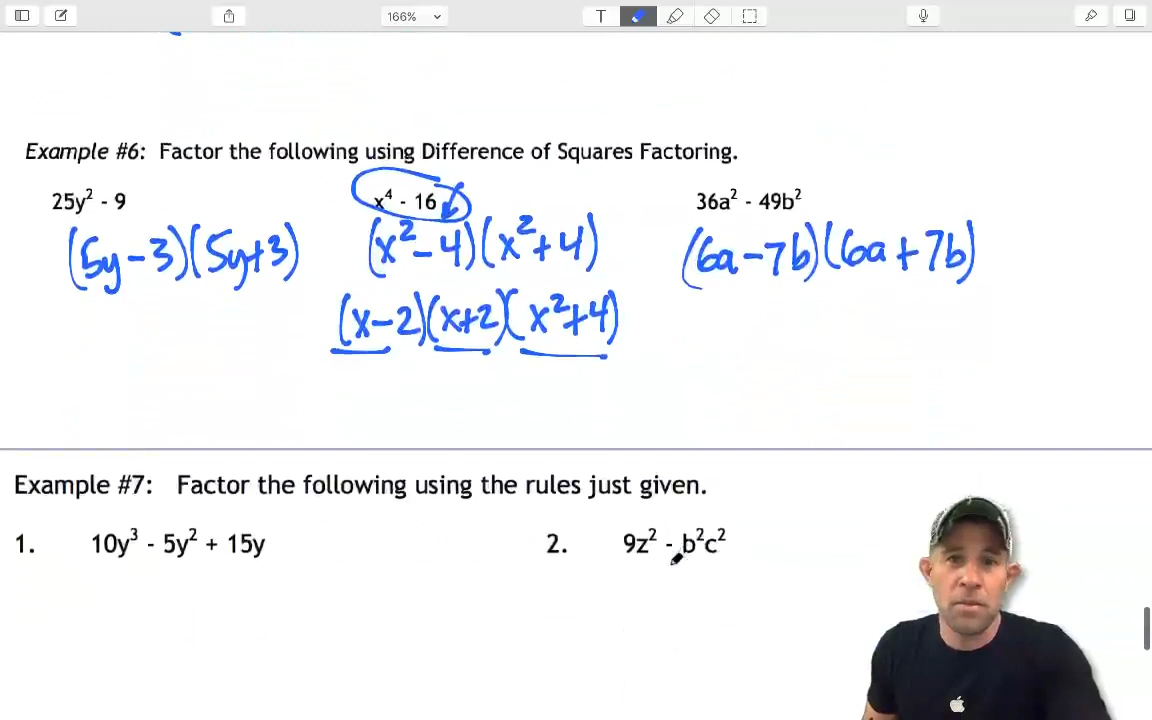 166%
T
Example #6: Factor the following using Difference of Squares Factoring.
25y² - 9 x⁴ - 16 36a² - 49b²
(5y-3)(5y+3) (x²-4)(x²+4) (6a-7b)(6a+7b)
(x-2)(x+2)(x²+4)
Example #7: Factor the following using the rules just given.
1. 10y³ - 5y² + 15y 2. 9z² - b²c²